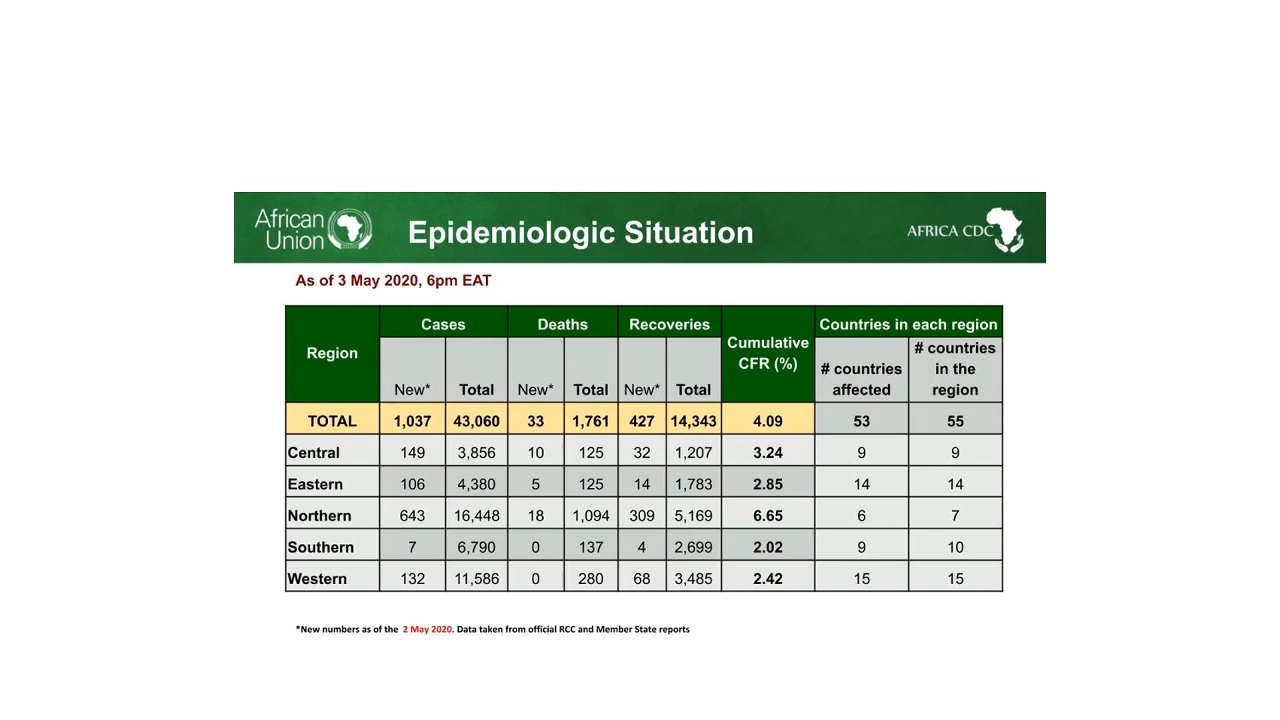 African
Union
Epidemiologic Situation
AFRICA CDC
As of 3 May 2020, 6pm EAT
Region Cases Deaths Recoveries Cumulative CFR (%) Countries in each region
New* Total New* Total New* Total # countries affected # countries in the region
TOTAL 1,037 43,060 33 1,761 427 14,343 4.09 53 55
Central 149 3,856 10 125 32 1,207 3.24 9 9
Eastern 106 4,380 5 125 14 1,783 2.85 14 14
Northern 643 16,448 18 1,094 309 5,169 6.65 6 7
Southern 7 6,790 0 137 4 2,699 2.02 9 10
Western 132 11,586 0 280 68 3,485 2.42 15 15
*New numbers as of the 2 May 2020. Data taken from official RCC and Member State reports